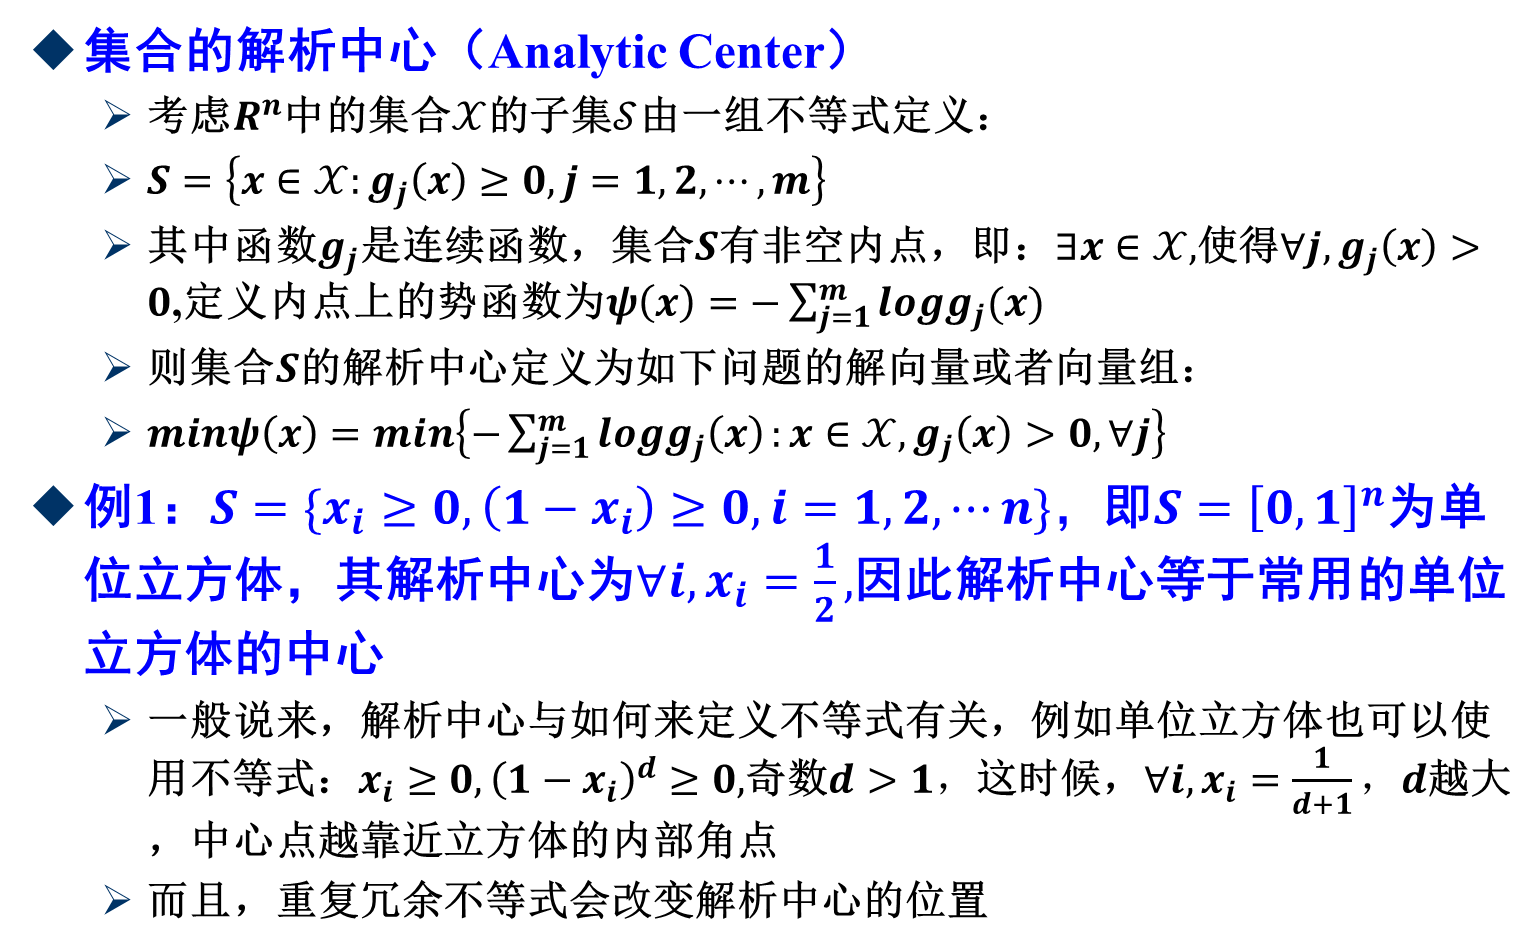 集合的解析中心（Analytic Center）
考虑Rⁿ中的集合𝒳的子集𝒮由一组不等式定义：
S = {x ∈ 𝒳: gⱼ(x) ≥ 0, j = 1, 2, ⋯, m}
其中函数gⱼ是连续函数，集合S有非空内点，即：∃x ∈ 𝒳,使得∀j, gⱼ(x) >
0,定义内点上的势函数为ψ(x) = − ∑ⱼ₌₁ᵐ loggⱼ(x)
则集合S的解析中心定义为如下问题的解向量或者向量组：
minψ(x) = min{− ∑ⱼ₌₁ᵐ loggⱼ(x): x ∈ 𝒳, gⱼ(x) > 0, ∀j}
例1：S = {xᵢ ≥ 0, (1 − xᵢ) ≥ 0, i = 1, 2, ⋯ n}，即S = [0, 1]ⁿ为单
位立方体，其解析中心为∀i, xᵢ = 1/2,因此解析中心等于常用的单位
立方体的中心
一般说来，解析中心与如何来定义不等式有关，例如单位立方体也可以使
用不等式：xᵢ ≥ 0, (1 − xᵢ)ᵈ ≥ 0,奇数d > 1，这时候，∀i, xᵢ = 1/(d+1)，d越大
，中心点越靠近立方体的内部角点
而且，重复冗余不等式会改变解析中心的位置